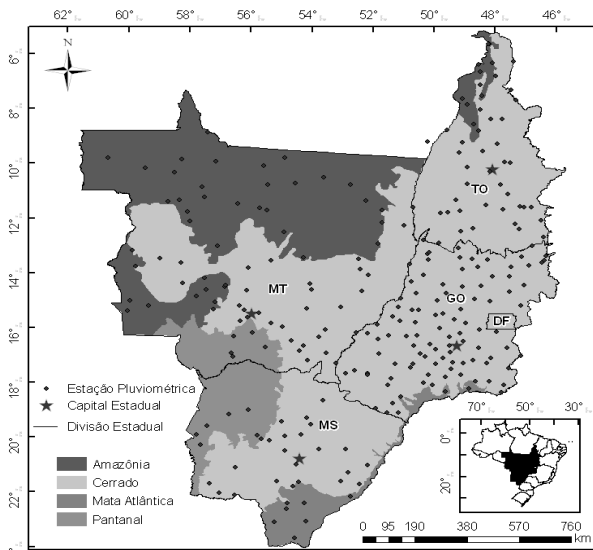 60° 58° 56° 54° 52° 50° 48° 46°
N
6°
8°
10°
12°
14°
16°
18°
20°
22°
TO
MT
GO
DF
MS
Estação Pluviométrica
Capital Estadual
Divisão Estadual
Amazônia
Cerrado
Mata Atlântica
Pantanal
70° 50° 30°
0°
20°
0 95 190 380 570 760
km